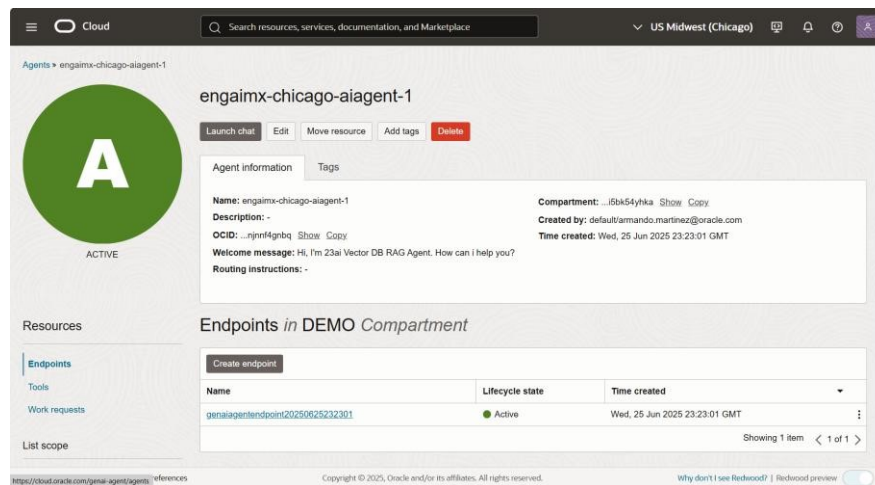 Cloud
Search resources, services, documentation, and Marketplace
US Midwest (Chicago)
Agents » engaimx-chicago-aiagent-1
A
ACTIVE
engaimx-chicago-aiagent-1
Launch chat Edit Move resource Add tags Delete
Agent information Tags
Name: engaimx-chicago-aiagent-1
Description: -
OCID: ...njnnf4gnbq Show Copy
Welcome message: Hi, I'm 23ai Vector DB RAG Agent. How can i help you?
Routing instructions: -
Compartment: ...i5bk54yhka Show Copy
Created by: default/armando.martinez@oracle.com
Time created: Wed, 25 Jun 2025 23:23:01 GMT
Resources
Endpoints
Tools
Work requests
List scope
Endpoints in DEMO Compartment
Create endpoint
Name Lifecycle state Time created
genaiagentendpoint20250625232301 Active Wed, 25 Jun 2025 23:23:01 GMT
Showing 1 item 1 of 1
https://cloud.oracle.com/genai-agent/agents eferences
Copyright © 2025, Oracle and/or its affiliates. All rights reserved.
Why don't I see Redwood? | Redwood preview